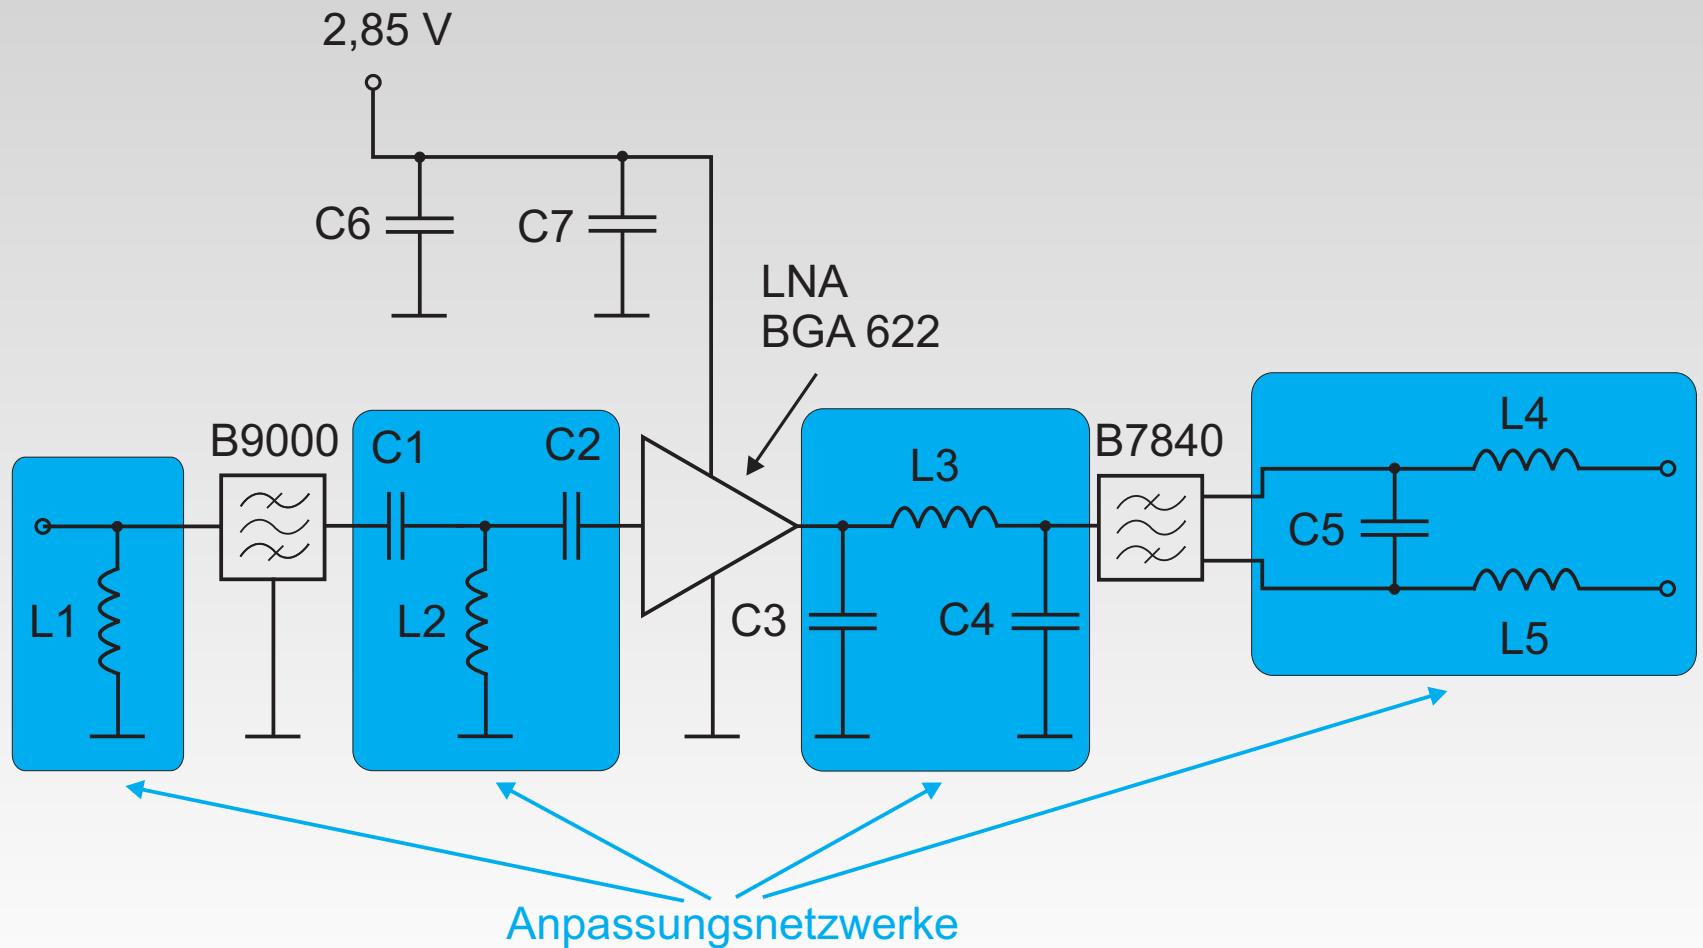 2,85 V
C6
C7
LNA
BGA 622
B9000
C1
C2
L3
B7840
L4
C5
L1
L2
C3
C4
L5
Anpassungsnetzwerke